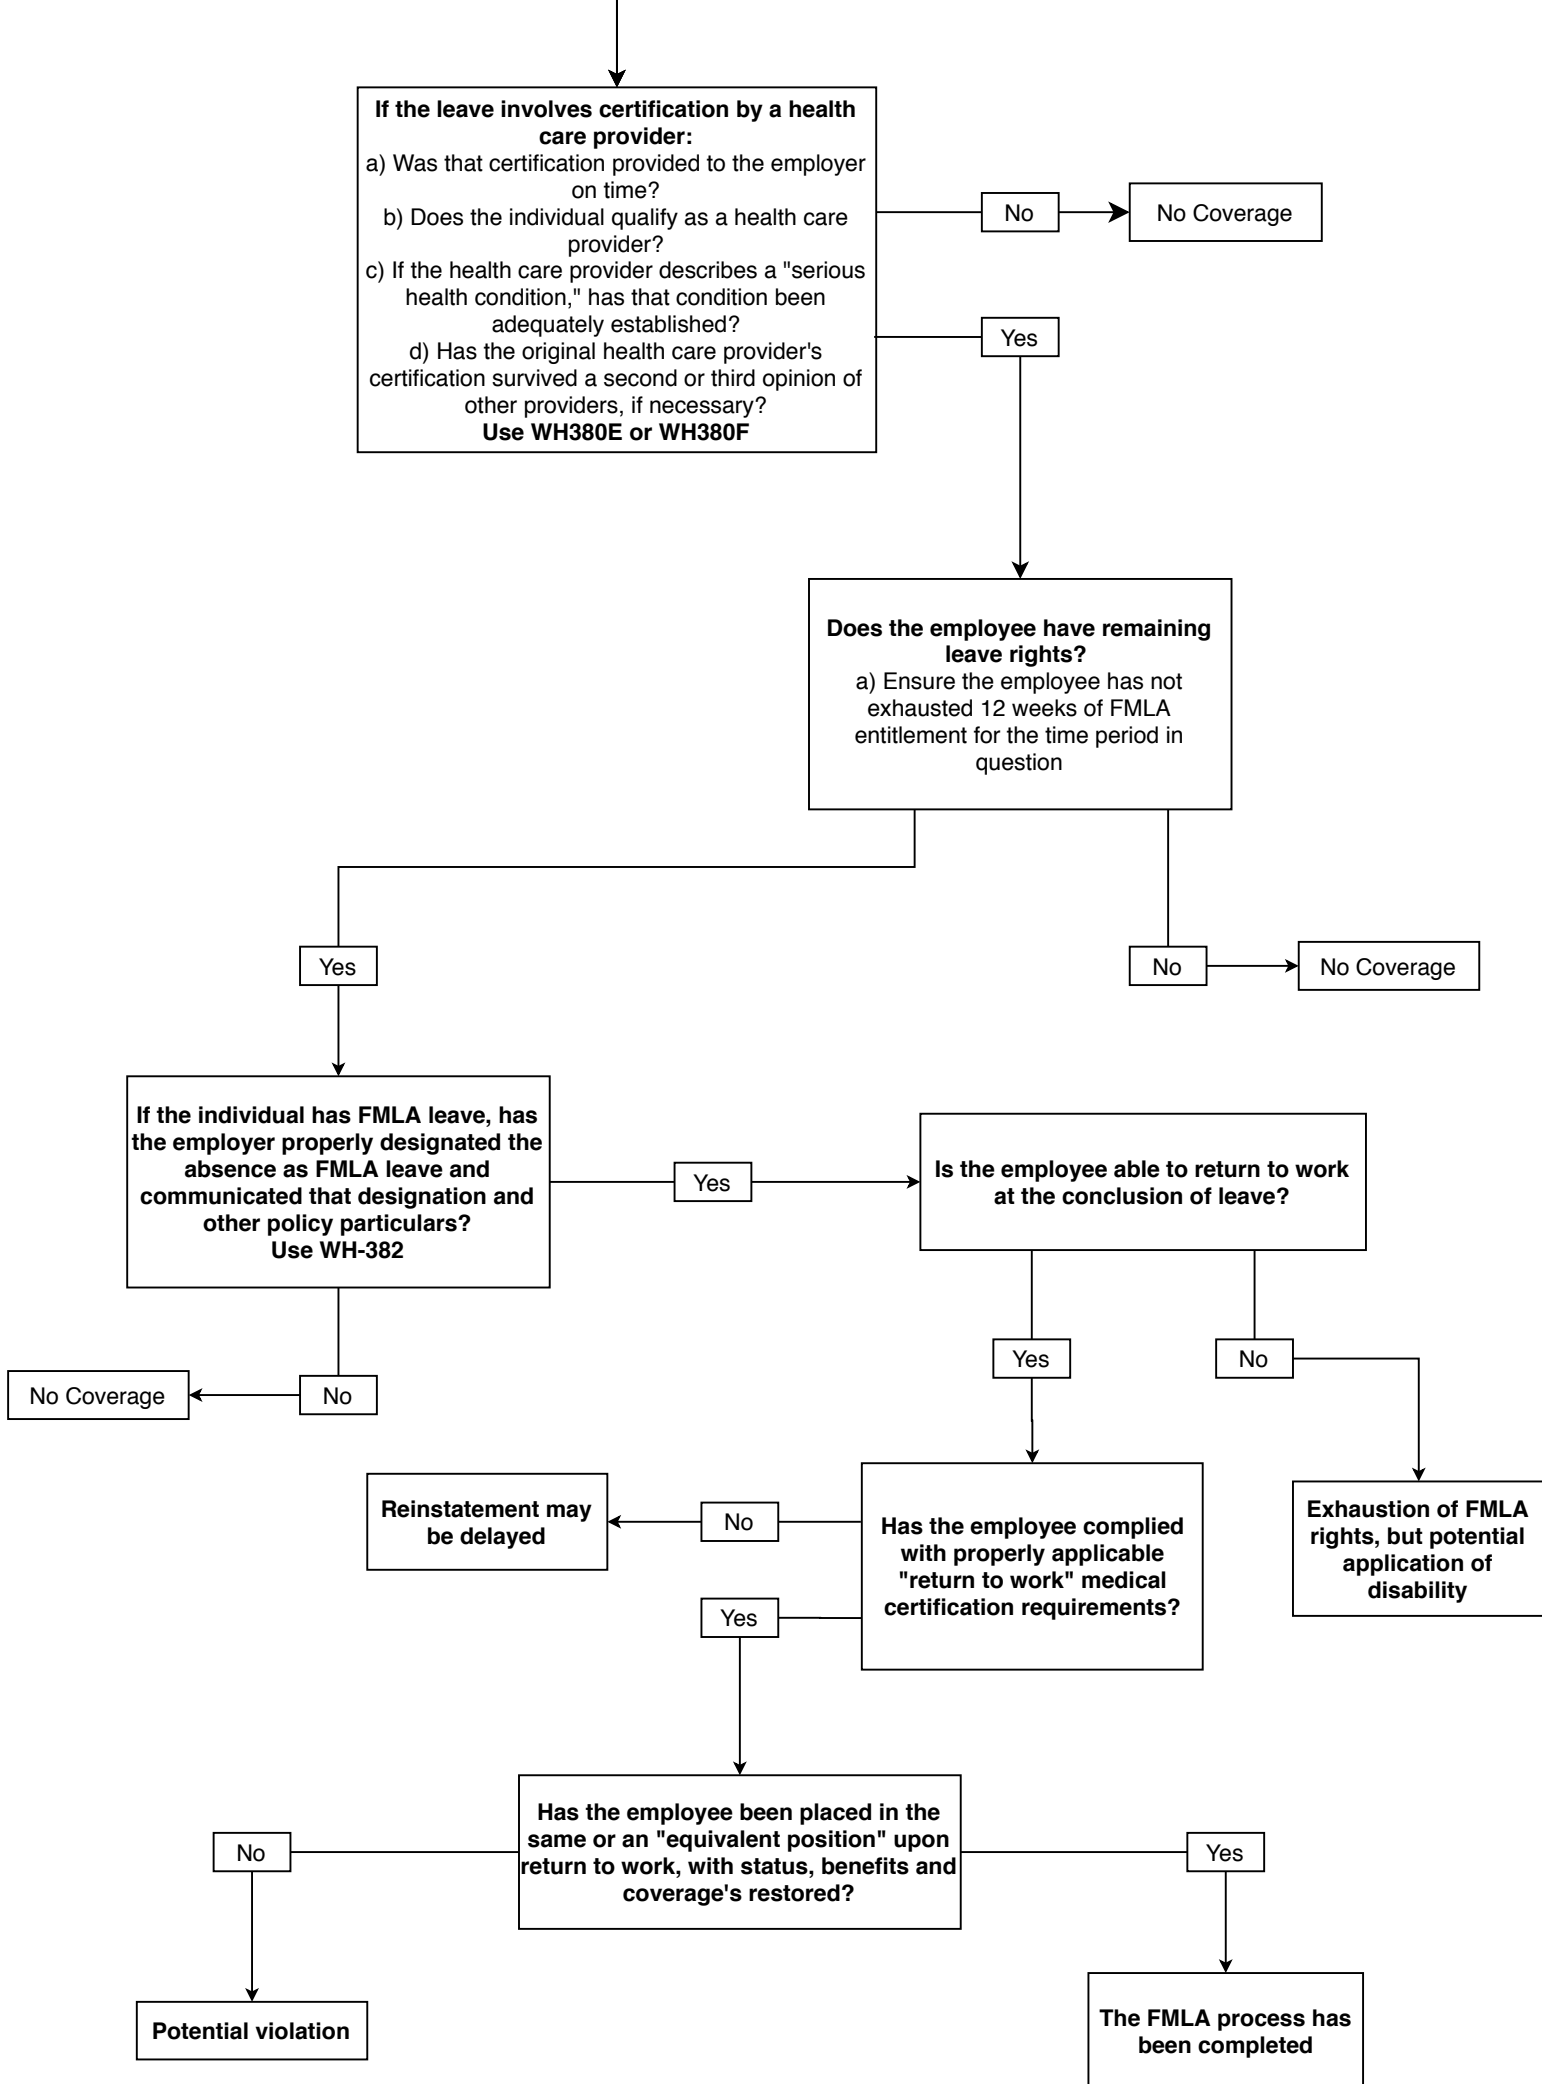 If the leave involves certification by a health
care provider:
a) Was that certification provided to the employer
on time?
b) Does the individual qualify as a health care
provider?
c) If the health care provider describes a "serious
health condition," has that condition been
adequately established?
d) Has the original health care provider's
certification survived a second or third opinion of
other providers, if necessary?
Use WH380E or WH380F
No
No Coverage
Yes
Does the employee have remaining
leave rights?
a) Ensure the employee has not
exhausted 12 weeks of FMLA
entitlement for the time period in
question
Yes
No
No Coverage
If the individual has FMLA leave, has
the employer properly designated the
absence as FMLA leave and
communicated that designation and
other policy particulars?
Use WH-382
Yes
Is the employee able to return to work
at the conclusion of leave?
No Coverage
No
Yes
No
Reinstatement may
be delayed
No
Has the employee complied
with properly applicable
"return to work" medical
certification requirements?
Exhaustion of FMLA
rights, but potential
application of
disability
Yes
Has the employee been placed in the
same or an "equivalent position" upon
return to work, with status, benefits and
coverage's restored?
No
Yes
Potential violation
The FMLA process has
been completed